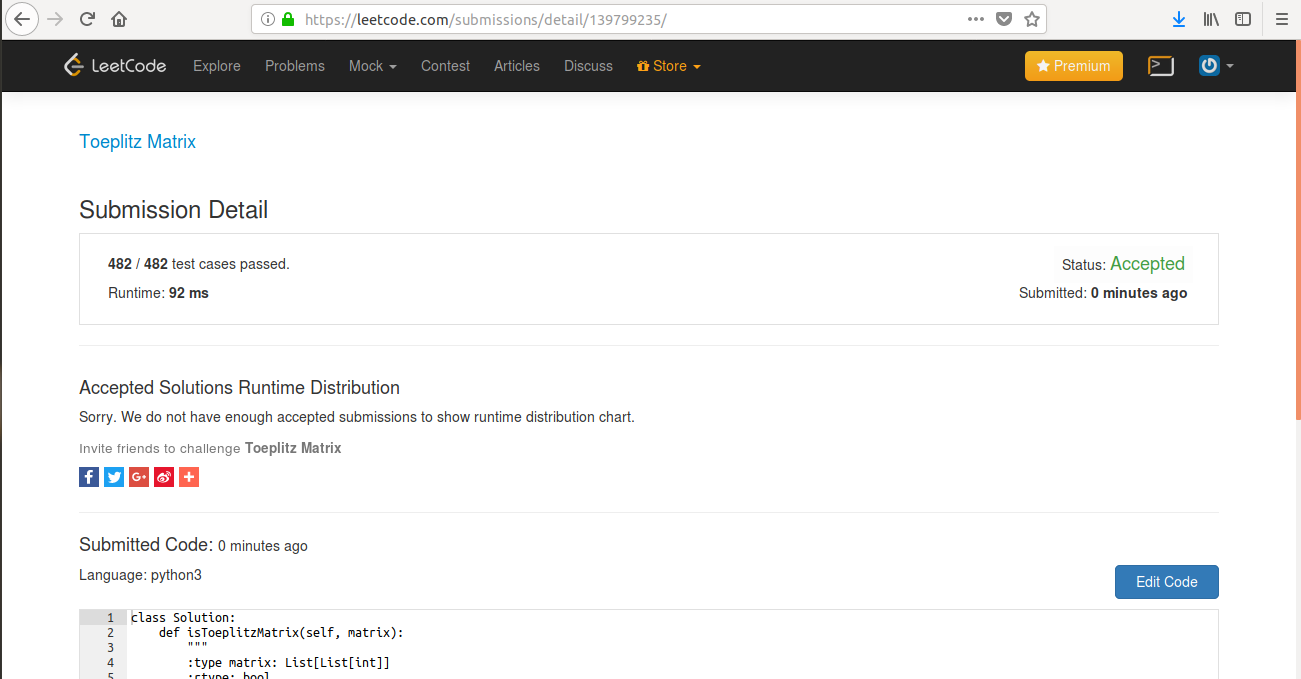 https://leetcode.com/submissions/detail/139799235/
LeetCode Explore Problems Mock Contest Articles Discuss Store Premium
Toeplitz Matrix
Submission Detail
482 / 482 test cases passed. Status: Accepted
Runtime: 92 ms Submitted: 0 minutes ago
Accepted Solutions Runtime Distribution
Sorry. We do not have enough accepted submissions to show runtime distribution chart.
Invite friends to challenge Toeplitz Matrix
Submitted Code: 0 minutes ago
Language: python3 Edit Code
1 class Solution:
2     def isToeplitzMatrix(self, matrix):
3         """
4         :type matrix: List[List[int]]
5         :rtype: bool